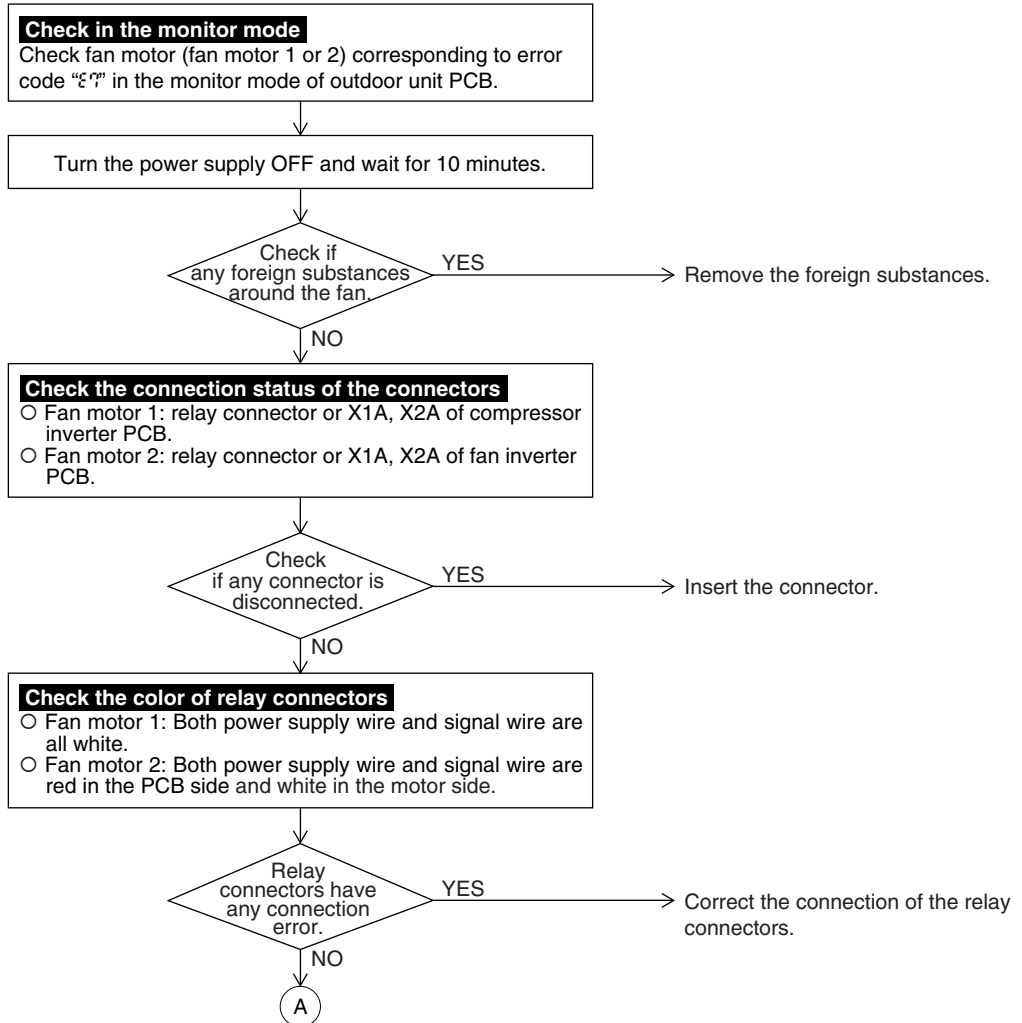 Check in the monitor mode
Check fan motor (fan motor 1 or 2) corresponding to error
code “E7” in the monitor mode of outdoor unit PCB.
Turn the power supply OFF and wait for 10 minutes.
Check if
any foreign substances
around the fan.
YES
Remove the foreign substances.
NO
Check the connection status of the connectors
○ Fan motor 1: relay connector or X1A, X2A of compressor
inverter PCB.
○ Fan motor 2: relay connector or X1A, X2A of fan inverter
PCB.
Check
if any connector is
disconnected.
YES
Insert the connector.
NO
Check the color of relay connectors
○ Fan motor 1: Both power supply wire and signal wire are
all white.
○ Fan motor 2: Both power supply wire and signal wire are
red in the PCB side and white in the motor side.
Relay
connectors have
any connection
error.
YES
Correct the connection of the relay
connectors.
NO
A